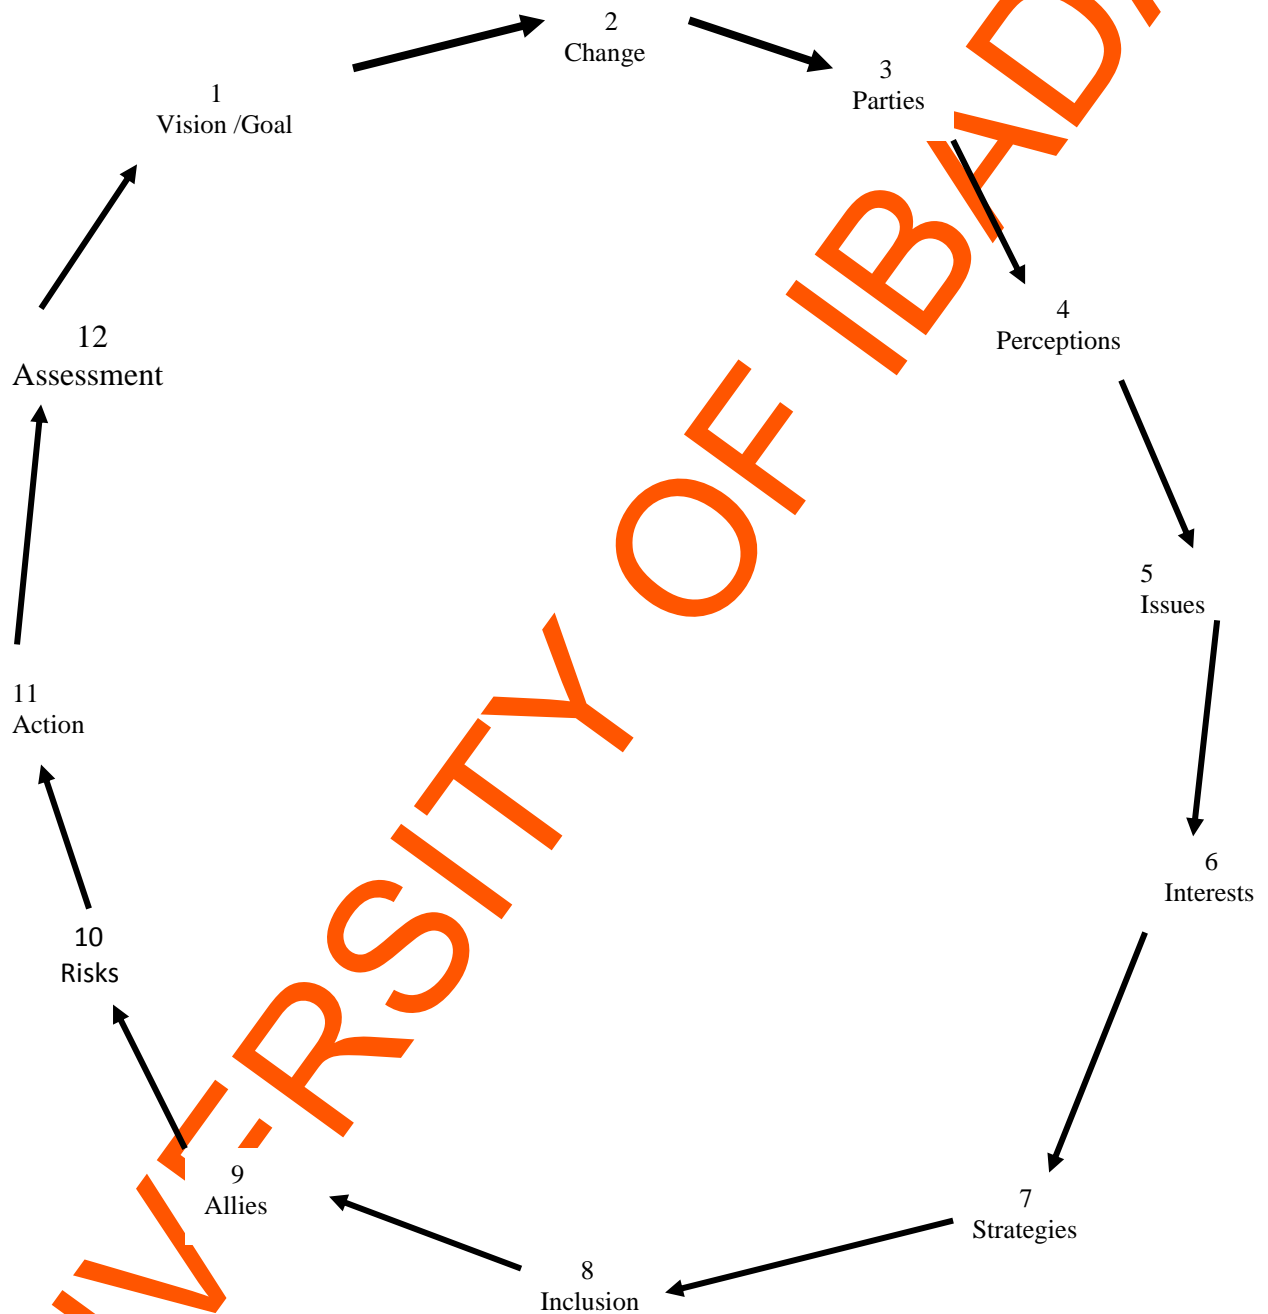 1
Vision /Goal
2
Change
3
Parties
4
Perceptions
5
Issues
6
Interests
7
Strategies
8
Inclusion
9
Allies
10
Risks
11
Action
12
Assessment
OF